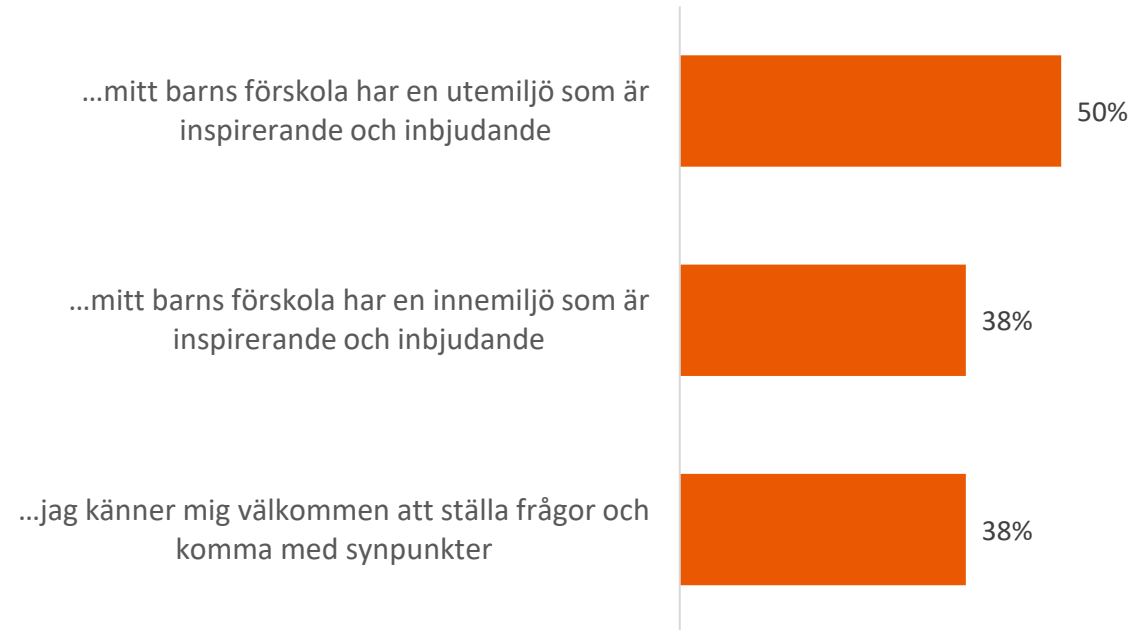 ...mitt barns förskola har en utemiljö som är
inspirerande och inbjudande
50%
...mitt barns förskola har en innemiljö som är
inspirerande och inbjudande
38%
...jag känner mig välkommen att ställa frågor och
komma med synpunkter
38%